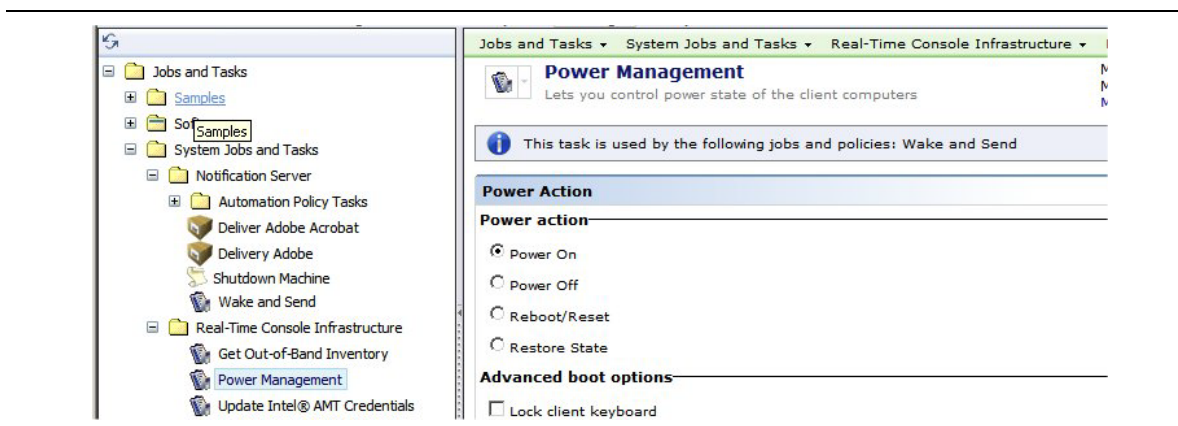 Jobs and Tasks
Samples
Sof
Samples
System Jobs and Tasks
Notification Server
Automation Policy Tasks
Deliver Adobe Acrobat
Delivery Adobe
Shutdown Machine
Wake and Send
Real-Time Console Infrastructure
Get Out-of-Band Inventory
Power Management
Update Intel® AMT Credentials
Jobs and Tasks System Jobs and Tasks Real-Time Console Infrastructure
Power Management
Lets you control power state of the client computers
This task is used by the following jobs and policies: Wake and Send
Power Action
Power action
Power On
Power Off
Reboot/Reset
Restore State
Advanced boot options
Lock client keyboard